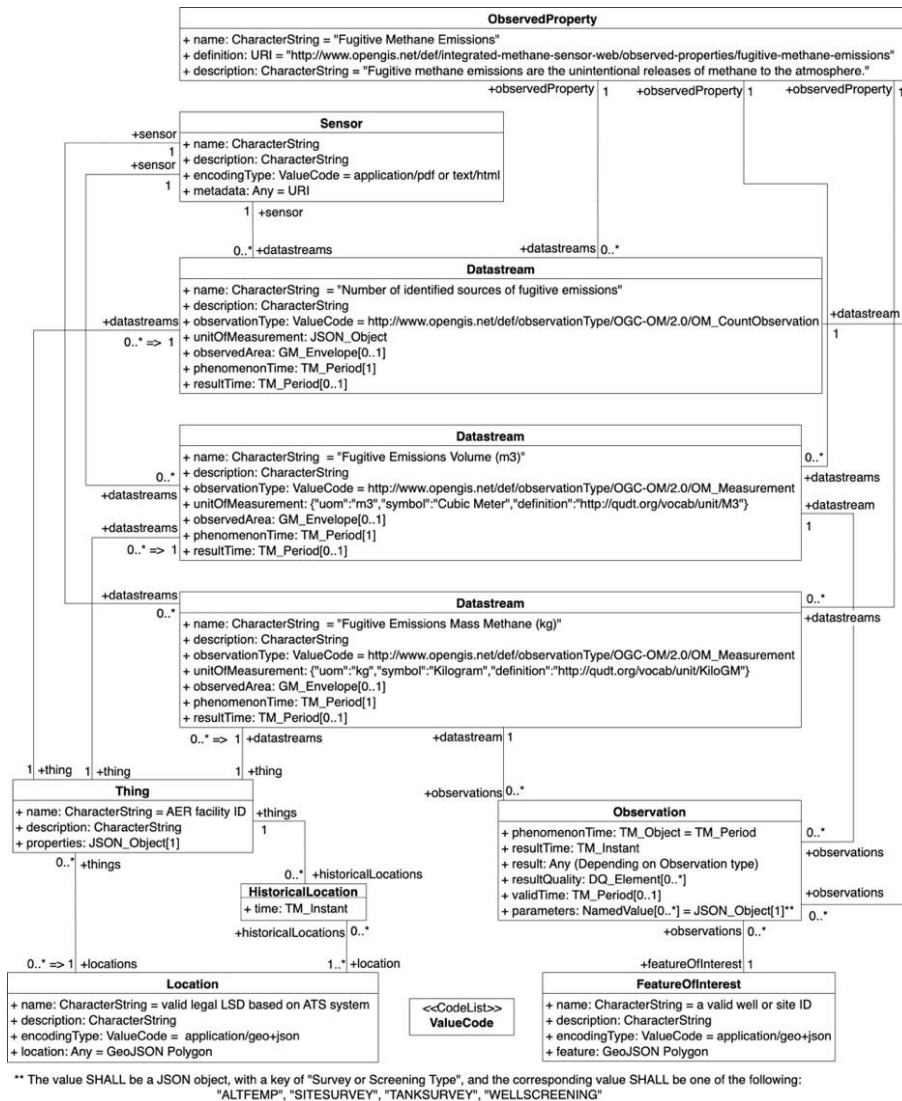 ObservedProperty
+ name: CharacterString = "Fugitive Methane Emissions"
+ definition: URI = "http://www.opengis.net/def/integrated-methane-sensor-web/observed-properties/fugitive-methane-emissions"
+ description: CharacterString = "Fugitive methane emissions are the unintentional releases of methane to the atmosphere."
+observedProperty 1
+observedProperty 1
+observedProperty 1
Sensor
+ name: CharacterString
+ description: CharacterString
+ encodingType: ValueCode = application/pdf or text/html
+ metadata: Any = URI
+sensor
1
+sensor
1
1 +sensor
0..* +datastreams
+datastreams 0..*
Datastream
+ name: CharacterString = "Number of identified sources of fugitive emissions"
+ description: CharacterString
+ observationType: ValueCode = http://www.opengis.net/def/observationType/OGC-OM/2.0/OM_CountObservation
+ unitOfMeasurement: JSON_Object
+ observedArea: GM_Envelope[0..1]
+ phenomenonTime: TM_Period[1]
+ resultTime: TM_Period[0..1]
+datastreams
0..* => 1
+datastream
1
Datastream
+ name: CharacterString = "Fugitive Emissions Volume (m3)"
+ description: CharacterString
+ observationType: ValueCode = http://www.opengis.net/def/observationType/OGC-OM/2.0/OM_Measurement
+ unitOfMeasurement: {"uom":"m3","symbol":"Cubic Meter","definition":"http://qudt.org/vocab/unit/M3"}
+ observedArea: GM_Envelope[0..1]
+ phenomenonTime: TM_Period[1]
+ resultTime: TM_Period[0..1]
0..*
+datastreams
+datastreams
0..* => 1
0..*
+datastreams
+datastream
1
Datastream
+ name: CharacterString = "Fugitive Emissions Mass Methane (kg)"
+ description: CharacterString
+ observationType: ValueCode = http://www.opengis.net/def/observationType/OGC-OM/2.0/OM_Measurement
+ unitOfMeasurement: {"uom":"kg","symbol":"Kilogram","definition":"http://qudt.org/vocab/unit/KiloGM"}
+ observedArea: GM_Envelope[0..1]
+ phenomenonTime: TM_Period[1]
+ resultTime: TM_Period[0..1]
+datastreams
0..*
0..*
+datastreams
0..* => 1 +datastreams
+datastream 1
1 +thing
1 +thing
1 +thing
+observations 0..*
Thing
+ name: CharacterString = AER facility ID
+ description: CharacterString
+ properties: JSON_Object[1]
+things
1
0..* +things
0..* +historicalLocations
HistoricalLocation
+ time: TM_Instant
+historicalLocations 0..*
0..* => 1 +locations
1..* +location
Observation
+ phenomenonTime: TM_Object = TM_Period
+ resultTime: TM_Instant
+ result: Any (Depending on Observation type)
+ resultQuality: DQ_Element[0..*]
+ validTime: TM_Period[0..1]
+ parameters: NamedValue[0..*] = JSON_Object[1]**
0..*
+observations
+observations
0..*
+observations 0..*
+featureOfInterest 1
Location
+ name: CharacterString = valid legal LSD based on ATS system
+ description: CharacterString
+ encodingType: ValueCode = application/geo+json
+ location: Any = GeoJSON Polygon
<<CodeList>>
ValueCode
FeatureOfInterest
+ name: CharacterString = a valid well or site ID
+ description: CharacterString
+ encodingType: ValueCode = application/geo+json
+ feature: GeoJSON Polygon
** The value SHALL be a JSON object, with a key of "Survey or Screening Type", and the corresponding value SHALL be one of the following:
"ALTFEMP", "SITESURVEY", "TANKSURVEY", "WELLSCREENING"